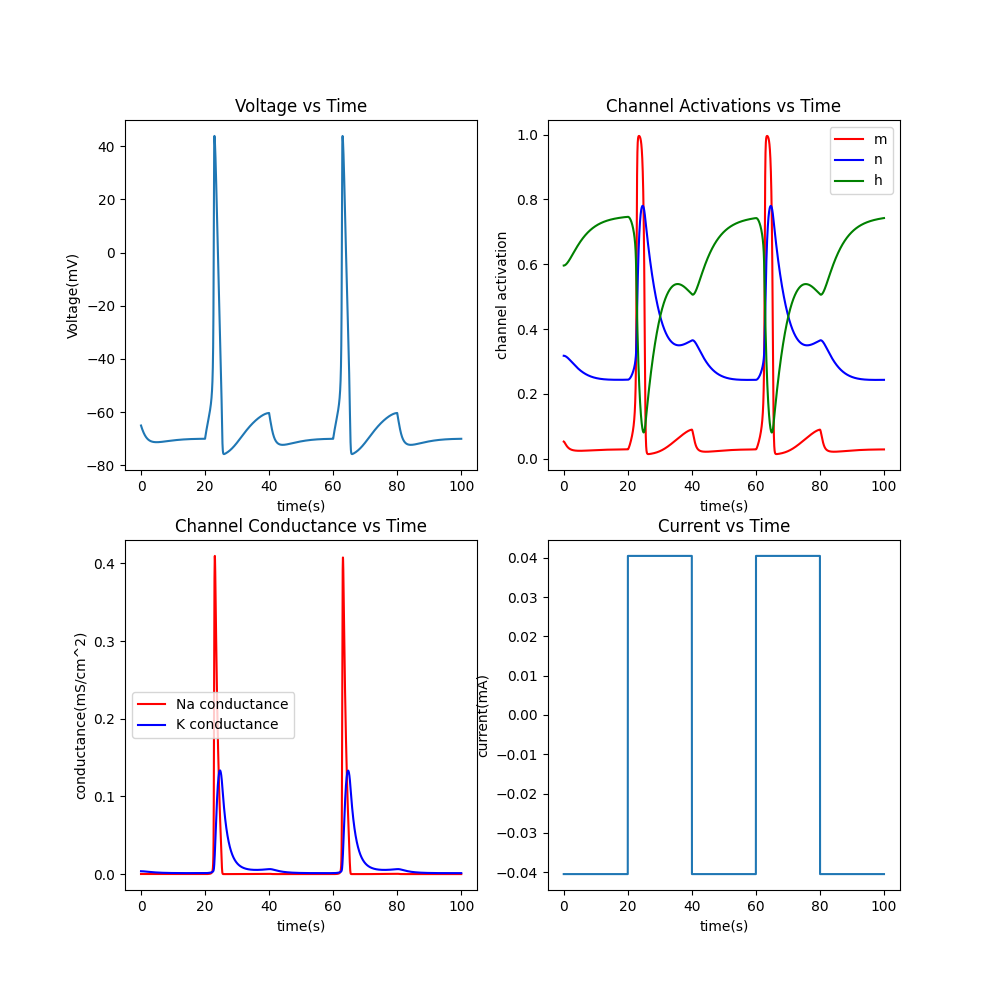 Voltage vs Time
40
20
0
−20
−40
−60
−80
Voltage(mV)
0 20 40 60 80 100
time(s)
Channel Activations vs Time
1.0
0.8
0.6
0.4
0.2
0.0
channel activation
m
n
h
0 20 40 60 80 100
time(s)
Channel Conductance vs Time
0.4
0.3
0.2
0.1
0.0
conductance(mS/cm^2)
Na conductance
K conductance
0 20 40 60 80 100
time(s)
Current vs Time
0.04
0.03
0.02
0.01
0.00
−0.01
−0.02
−0.03
−0.04
current(mA)
0 20 40 60 80 100
time(s)